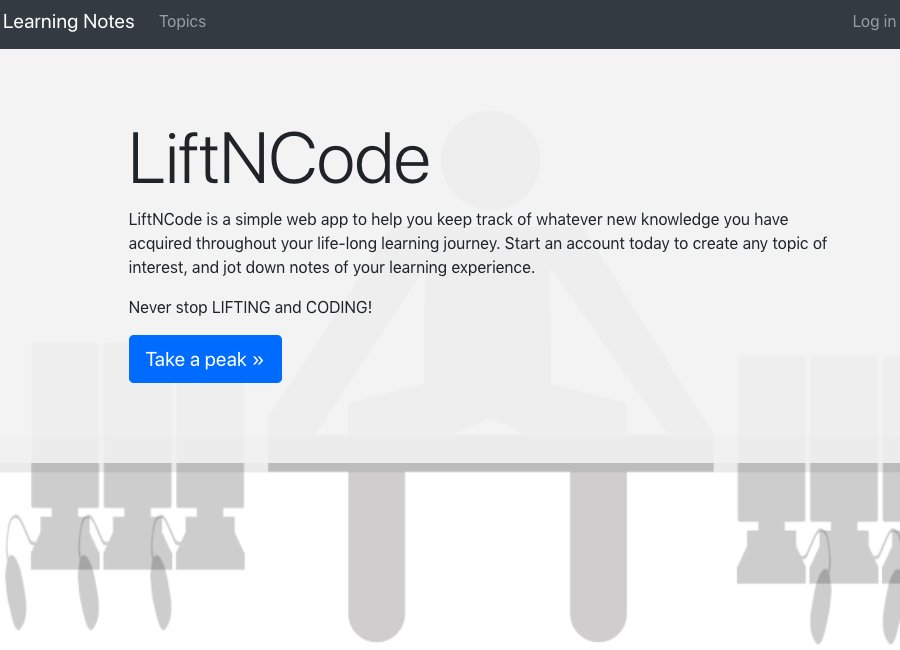 Learning Notes Topics Log in
LiftNCode
LiftNCode is a simple web app to help you keep track of whatever new knowledge you have
acquired throughout your life-long learning journey. Start an account today to create any topic of
interest, and jot down notes of your learning experience.
Never stop LIFTING and CODING!
Take a peak »